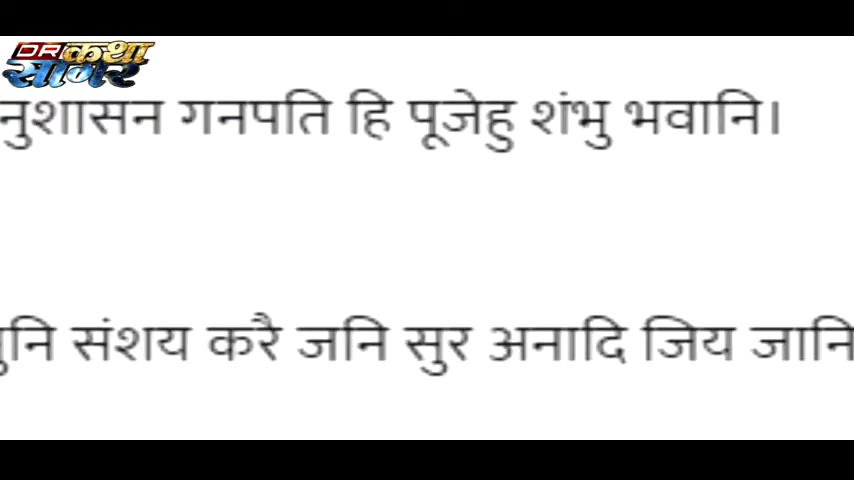 DR कथा
सागर
नुशासन गनपति हि पूजेहु शंभु भवानि।
संशय करै जनि सुर अनादि जिय जानि